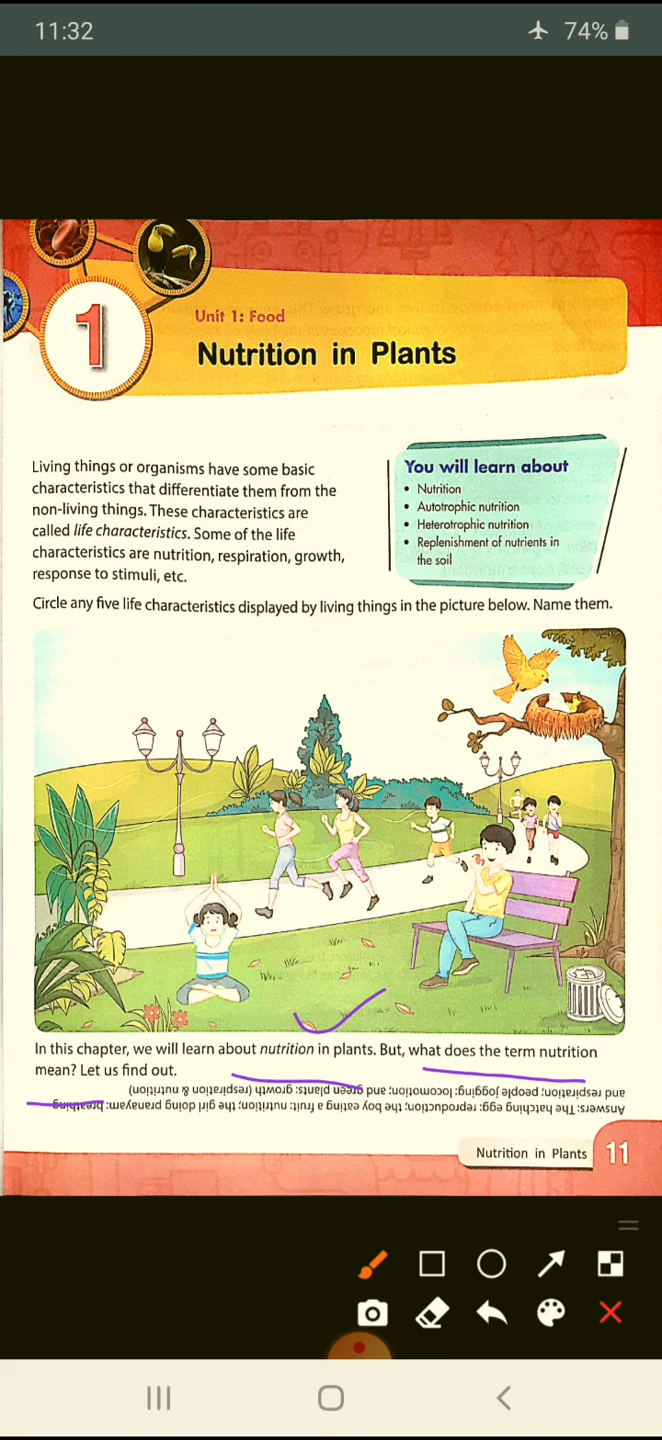 11:32
74%
1
Unit 1: Food
Nutrition in Plants
Living things or organisms have some basic
characteristics that differentiate them from the
non-living things. These characteristics are
called life characteristics. Some of the life
characteristics are nutrition, respiration, growth,
response to stimuli, etc.
You will learn about
• Nutrition
• Autotrophic nutrition
• Heterotrophic nutrition
• Replenishment of nutrients in
the soil
Circle any five life characteristics displayed by living things in the picture below. Name them.
In this chapter, we will learn about nutrition in plants. But, what does the term nutrition
mean? Let us find out.
Answers: The hatching egg: reproduction; the boy eating a fruit: nutrition; the girl doing pranayam: breathing
and respiration; people jogging: locomotion; and green plants: growth (respiration & nutrition)
Nutrition in Plants
11